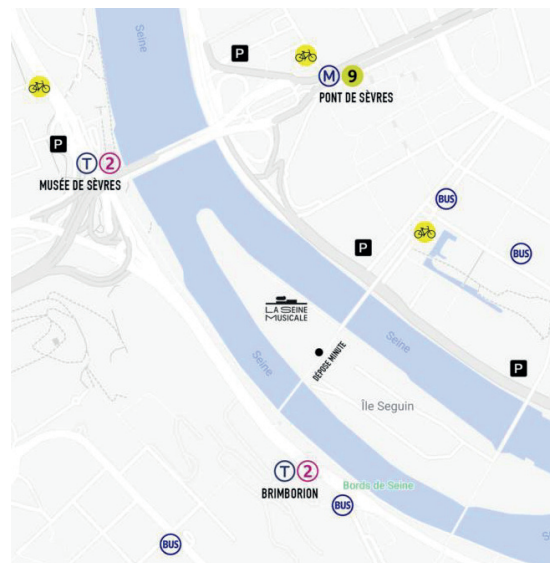 Seine
P
M 9
PONT DE SÈVRES
P
T 2
MUSÉE DE SÈVRES
BUS
P
BUS
LA SEINE
MUSICALE
Seine
Seine
DÉPOSE MINUTE
P
Île Seguin
T 2
BRIMBORION
Bords de Seine
BUS
BUS